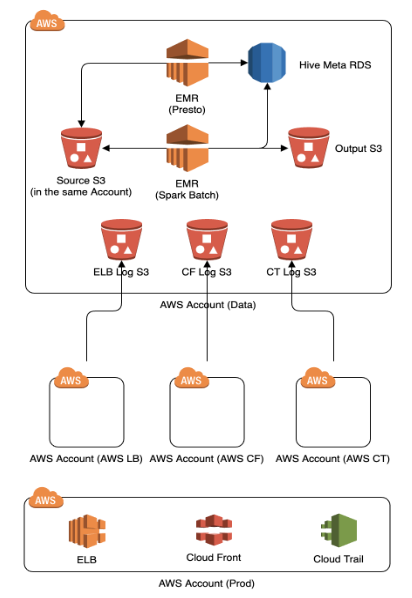 AWS
EMR
(Presto)
Hive Meta RDS
Source S3
(in the same Account)
EMR
(Spark Batch)
Output S3
ELB Log S3
CF Log S3
CT Log S3
AWS Account (Data)
AWS
AWS
AWS
AWS Account (AWS LB)
AWS Account (AWS CF)
AWS Account (AWS CT)
AWS
ELB
Cloud Front
Cloud Trail
AWS Account (Prod)